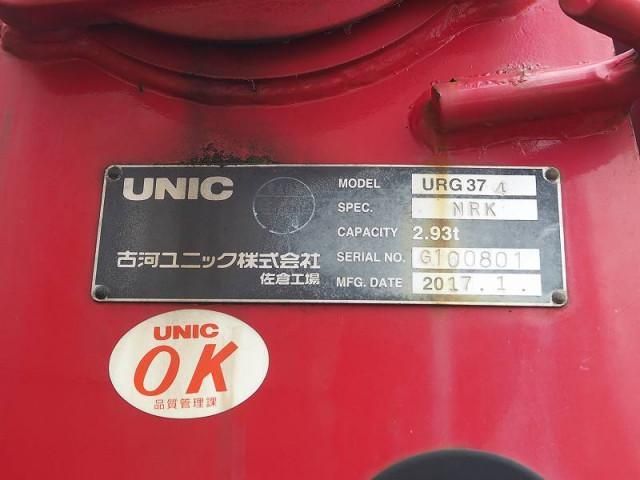 UNIC
古河ユニック株式会社
佐倉工場
MODEL URG37 4
SPEC. NRK
CAPACITY 2.93t
SERIAL NO. G100801
MFG. DATE 2017.1.
UNIC
OK
品質管理課